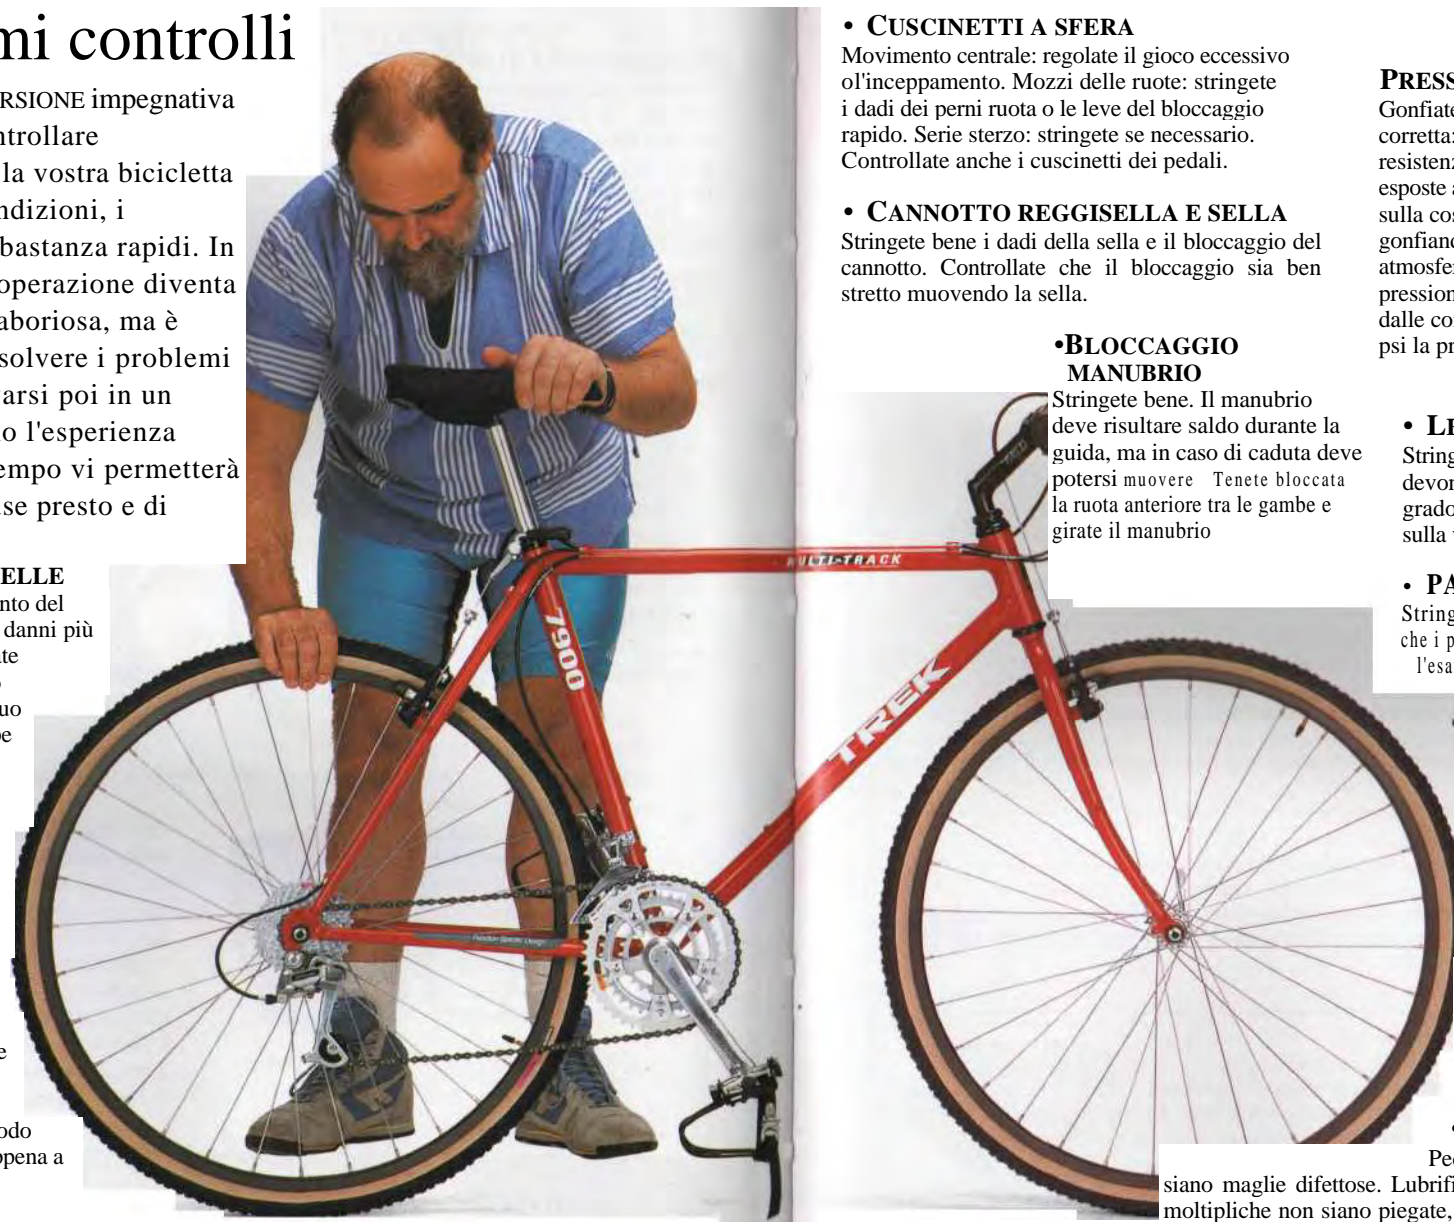 mi controlli
RSIONE impegnativa
ntrollare
la vostra bicicletta
ndizioni, i
bastanza rapidi. In
operazione diventa
aboriosa, ma è
solvere i problemi
arsi poi in un
o l'esperienza
empo vi permetterà
se presto e di
ELLE
nto del
danni più
te
uo
e
e
odo
ppena a
• CUSCINETTI A SFERA
Movimento centrale: regolate il gioco eccessivo
ol'inceppamento. Mozzi delle ruote: stringete
i dadi dei perni ruota o le leve del bloccaggio
rapido. Serie sterzo: stringete se necessario.
Controllate anche i cuscinetti dei pedali.
• CANNOTTO REGGISELLA E SELLA
Stringete bene i dadi della sella e il bloccaggio del
cannotto. Controllate che il bloccaggio sia ben
stretto muovendo la sella.
•BLOCCAGGIO
MANUBRIO
Stringete bene. Il manubrio
deve risultare saldo durante la
guida, ma in caso di caduta deve
potersi muovere Tenete bloccata
la ruota anteriore tra le gambe e
girate il manubrio
PRESS
Gonfiate
corretta:
resistenz
esposte a
sulla cos
gonfianc
atmosfer
pression
dalle co
psi la pr
• LE
String
devon
grado
sulla v
• PA
String
che i p
l'esa
Pe
siano maglie difettose. Lubrifi
moltipliche non siano piegate,
MULTI-TRACK
7900
TREK